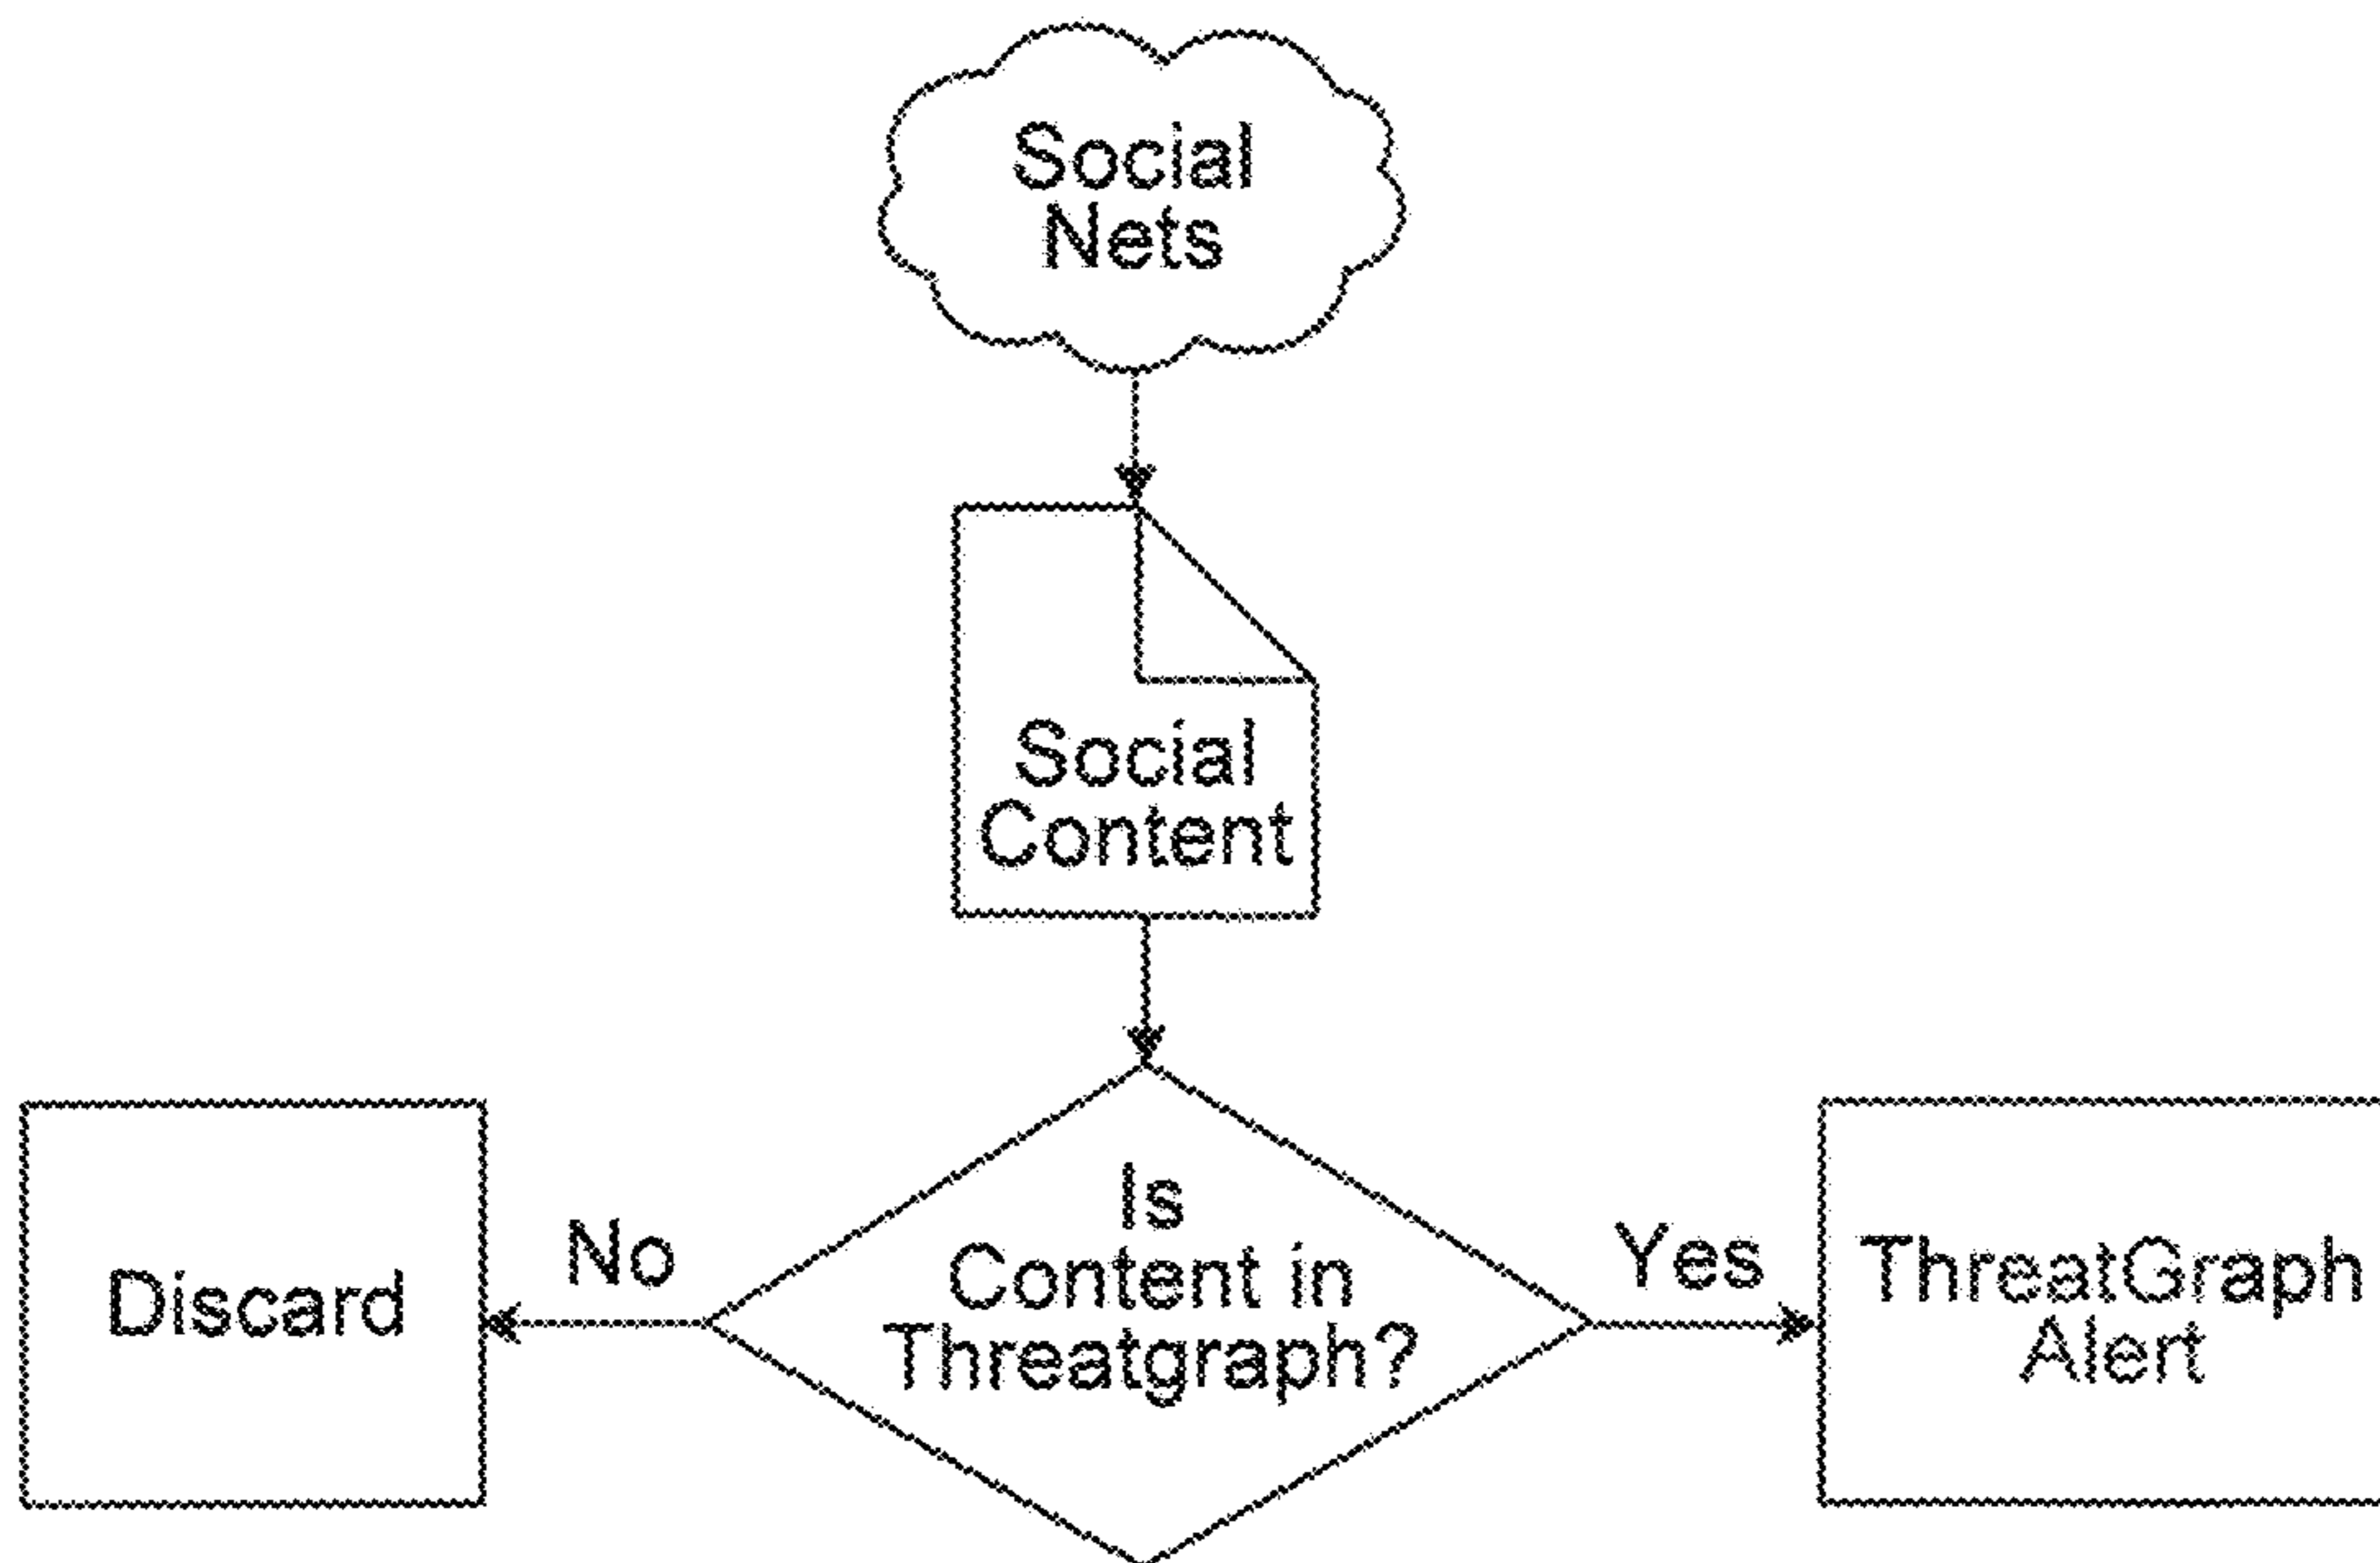 Social
Nets
Social
Content
Is
Content in
Threatgraph?
No
Discard
Yes
ThreatGraph
Alert